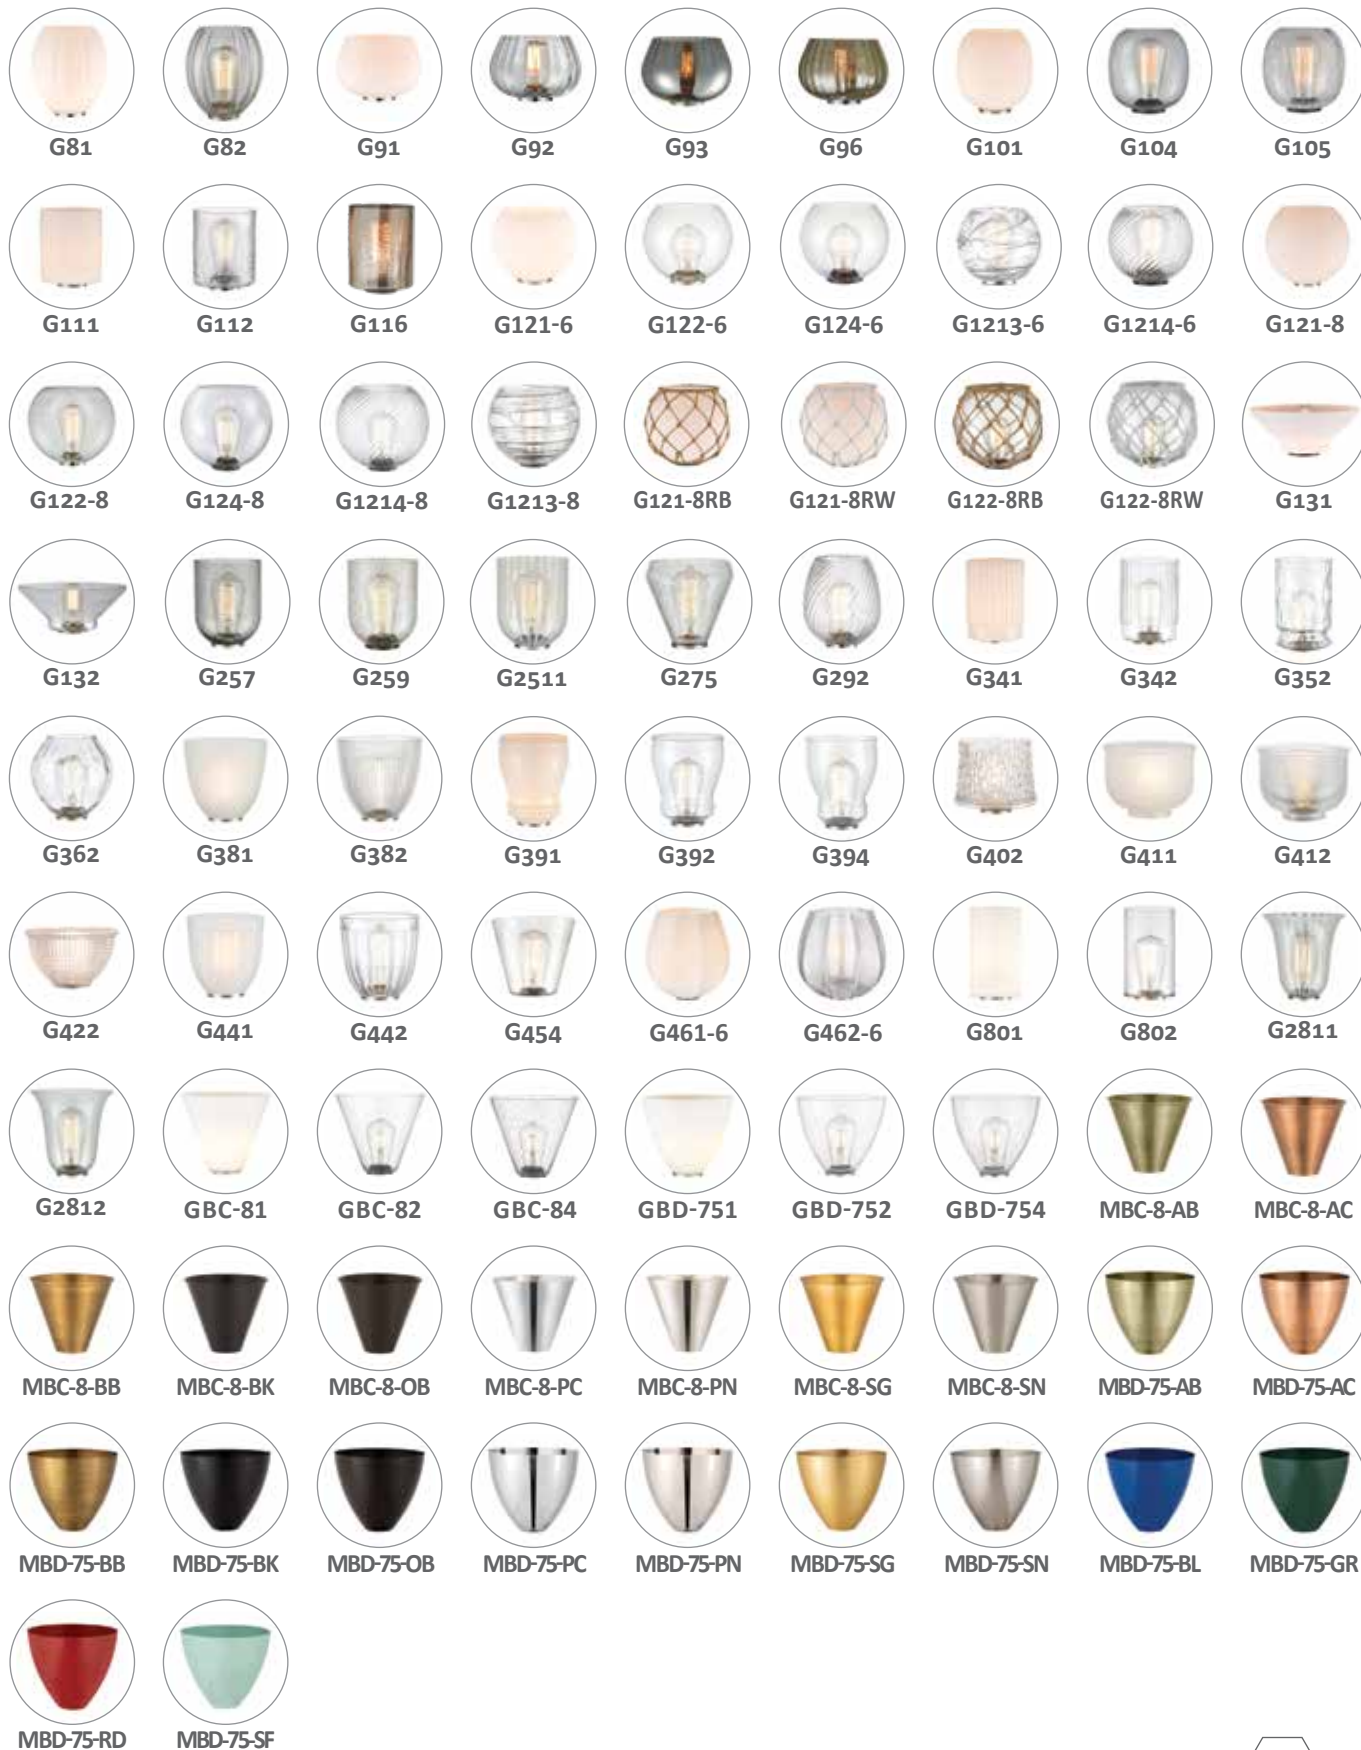 G81 G82 G91 G92 G93 G96 G101 G104 G105
G111 G112 G116 G121-6 G122-6 G124-6 G1213-6 G1214-6 G121-8
G122-8 G124-8 G1214-8 G1213-8 G121-8RB G121-8RW G122-8RB G122-8RW G131
G132 G257 G259 G2511 G275 G292 G341 G342 G352
G362 G381 G382 G391 G392 G394 G402 G411 G412
G422 G441 G442 G454 G461-6 G462-6 G801 G802 G2811
G2812 GBC-81 GBC-82 GBC-84 GBD-751 GBD-752 GBD-754 MBC-8-AB MBC-8-AC
MBC-8-BB MBC-8-BK MBC-8-OB MBC-8-PC MBC-8-PN MBC-8-SG MBC-8-SN MBD-75-AB MBD-75-AC
MBD-75-BB MBD-75-BK MBD-75-OB MBD-75-PC MBD-75-PN MBD-75-SG MBD-75-SN MBD-75-BL MBD-75-GR
MBD-75-RD MBD-75-SF